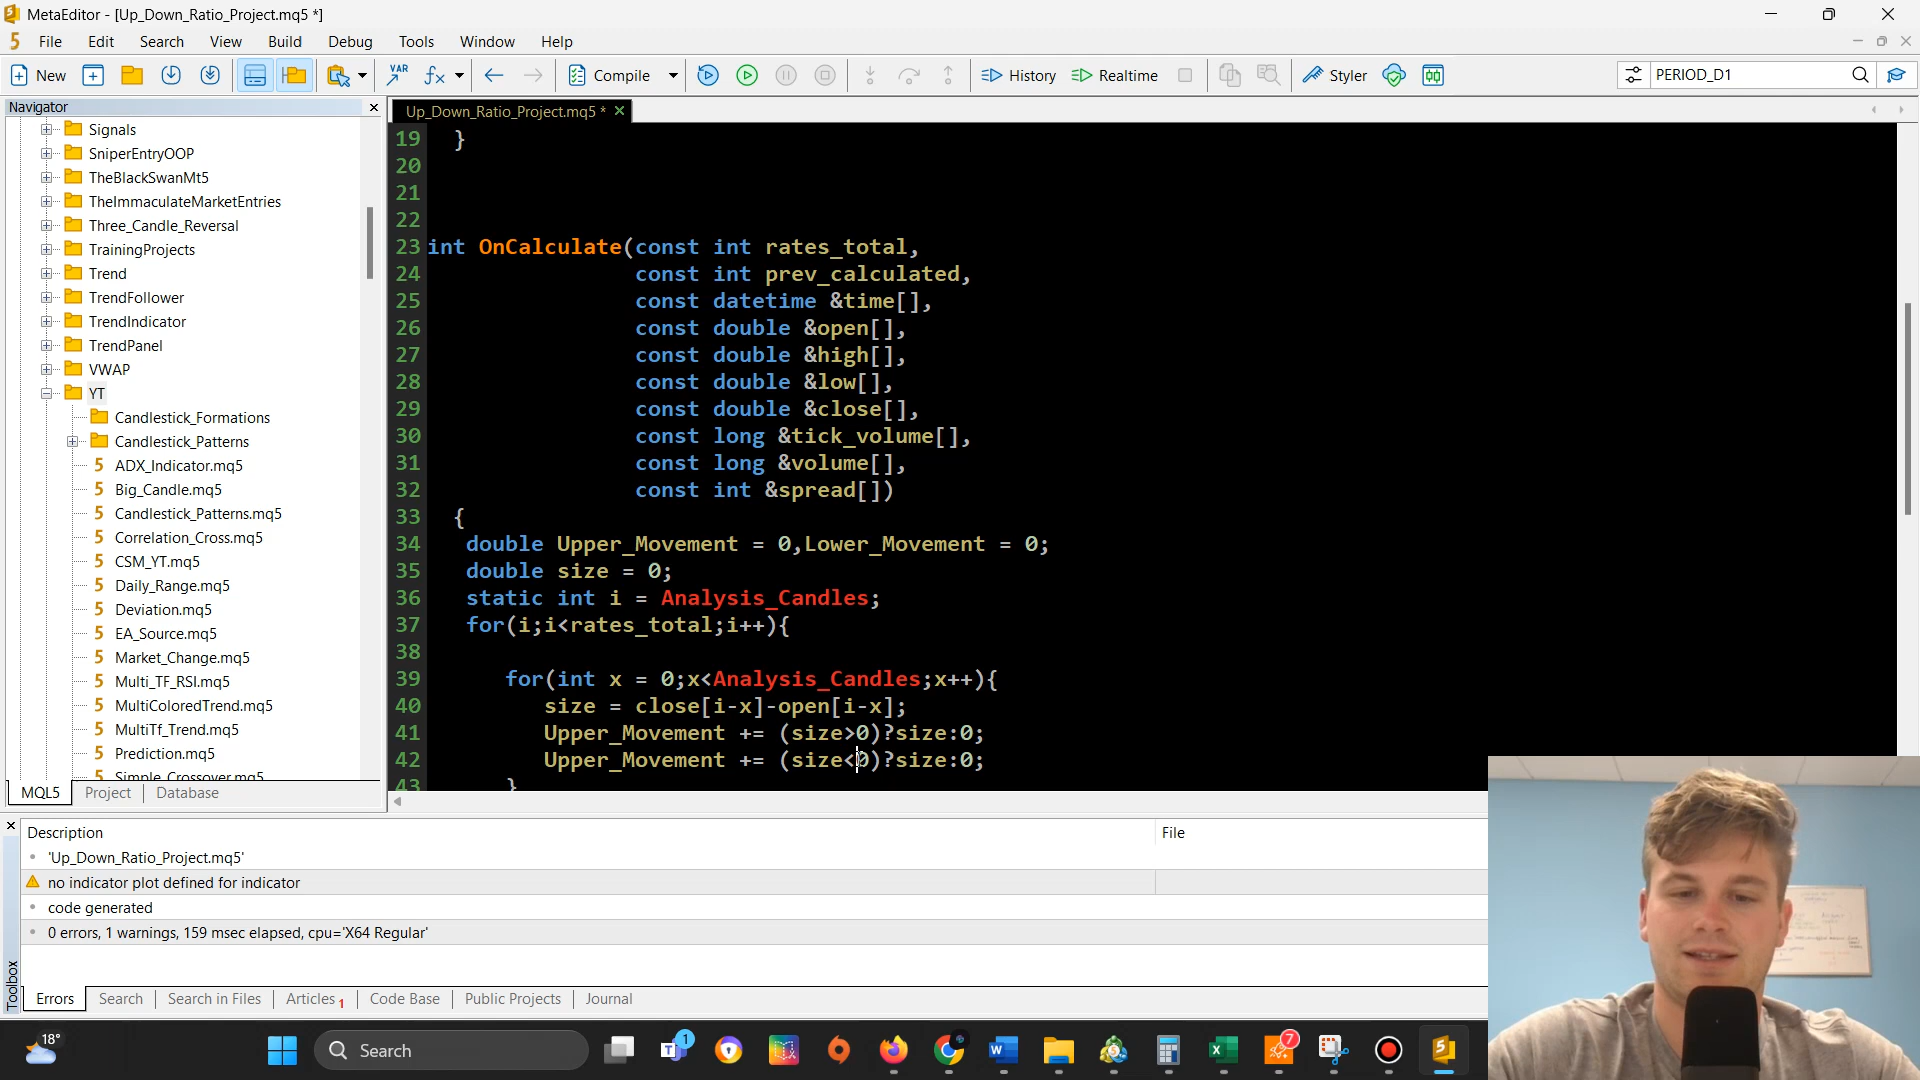 MetaEditor - [Up_Down_Ratio_Project.mq5 *]
File Edit Search View Build Debug Tools Window Help
New VAR Compile History Realtime Styler PERIOD_D1
Navigator
Up_Down_Ratio_Project.mq5 *
Signals
SniperEntryOOP
TheBlackSwanMt5
TheImmaculateMarketEntries
Three_Candle_Reversal
TrainingProjects
Trend
TrendFollower
TrendIndicator
TrendPanel
VWAP
YT
Candlestick_Formations
Candlestick_Patterns
ADX_Indicator.mq5
Big_Candle.mq5
Candlestick_Patterns.mq5
Correlation_Cross.mq5
CSM_YT.mq5
Daily_Range.mq5
Deviation.mq5
EA_Source.mq5
Market_Change.mq5
Multi_TF_RSI.mq5
MultiColoredTrend.mq5
MultiTf_Trend.mq5
Prediction.mq5
Simple_Crossover.mq5
MQL5 Project Database
19 }
20
21
22
23 int OnCalculate(const int rates_total,
24 const int prev_calculated,
25 const datetime &time[],
26 const double &open[],
27 const double &high[],
28 const double &low[],
29 const double &close[],
30 const long &tick_volume[],
31 const long &volume[],
32 const int &spread[])
33 {
34 double Upper_Movement = 0,Lower_Movement = 0;
35 double size = 0;
36 static int i = Analysis_Candles;
37 for(i;i<rates_total;i++){
38
39 for(int x = 0;x<Analysis_Candles;x++){
40 size = close[i-x]-open[i-x];
41 Upper_Movement += (size>0)?size:0;
42 Upper_Movement += (size<0)?size:0;
43 }
Description File
'Up_Down_Ratio_Project.mq5'
no indicator plot defined for indicator
code generated
0 errors, 1 warnings, 159 msec elapsed, cpu='X64 Regular'
Toolbox
Errors Search Search in Files Articles 1 Code Base Public Projects Journal
18°
Search
1
7